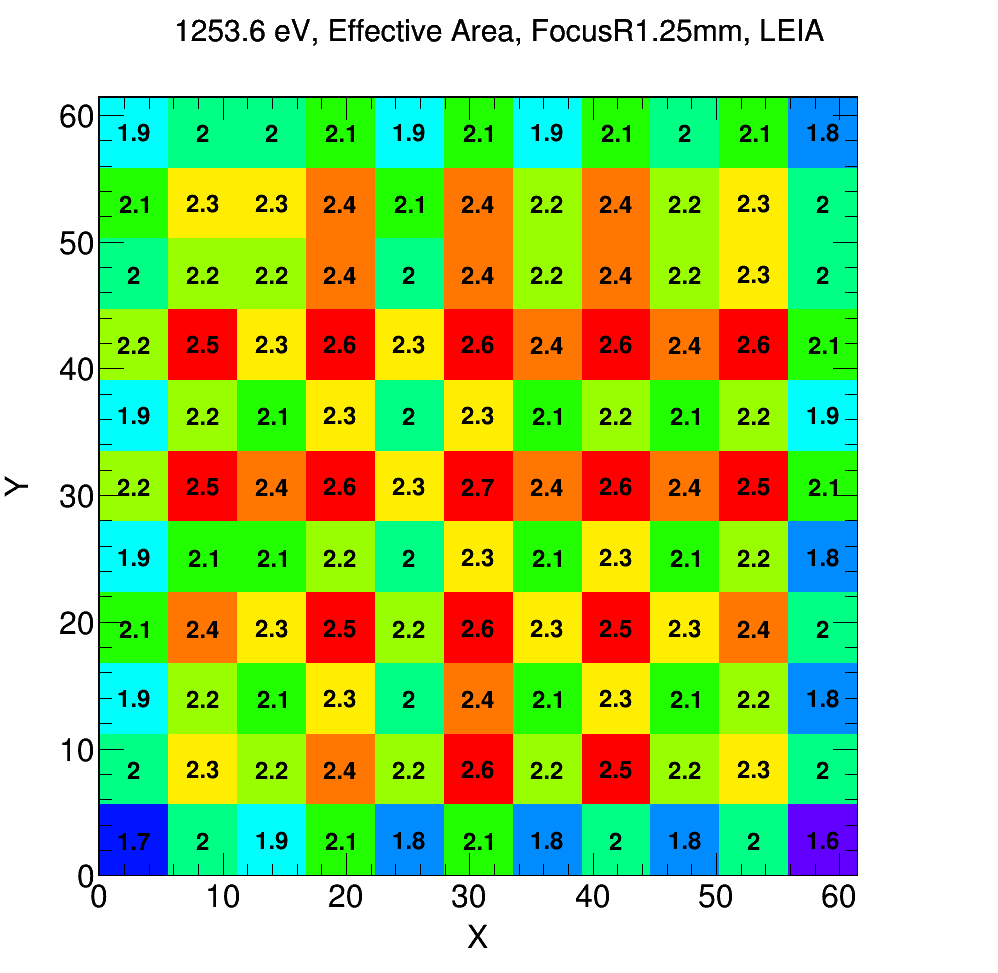 1253.6 eV, Effective Area, FocusR1.25mm, LEIA
60
1.9 2 2 2.1 1.9 2.1 1.9 2.1 2 2.1 1.8
2.1 2.3 2.3 2.4 2.1 2.4 2.2 2.4 2.2 2.3 2
50
2 2.2 2.2 2.4 2 2.4 2.2 2.4 2.2 2.3 2
2.2 2.5 2.3 2.6 2.3 2.6 2.4 2.6 2.4 2.6 2.1
40
1.9 2.2 2.1 2.3 2 2.3 2.1 2.2 2.1 2.2 1.9
Y
2.2 2.5 2.4 2.6 2.3 2.7 2.4 2.6 2.4 2.5 2.1
30
1.9 2.1 2.1 2.2 2 2.3 2.1 2.3 2.1 2.2 1.8
20
2.1 2.4 2.3 2.5 2.2 2.6 2.3 2.5 2.3 2.4 2
1.9 2.2 2.1 2.3 2 2.4 2.1 2.3 2.1 2.2 1.8
10
2 2.3 2.2 2.4 2.2 2.6 2.2 2.5 2.2 2.3 2
1.7 2 1.9 2.1 1.8 2.1 1.8 2 1.8 2 1.6
0
0 10 20 30 40 50 60
X